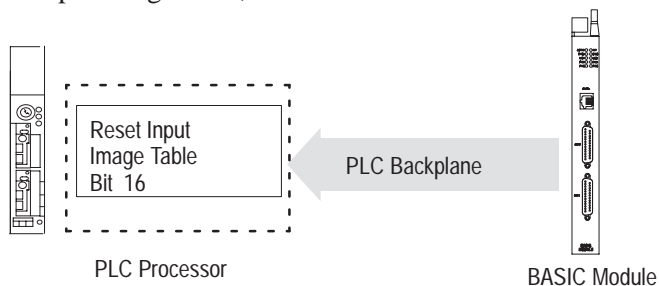 Reset Input
Image Table
Bit 16
PLC Backplane
PLC Processor
BASIC Module